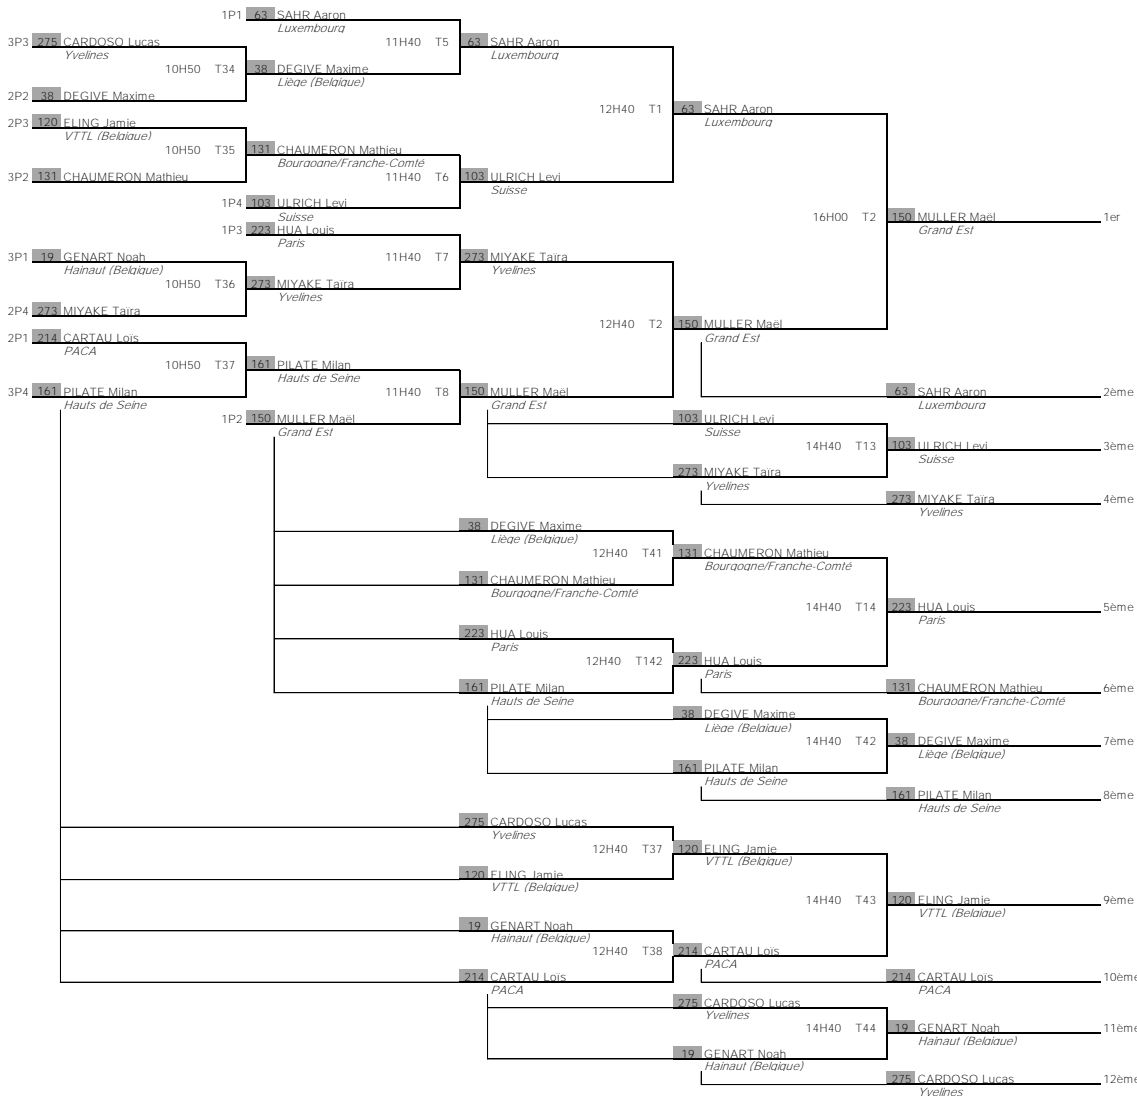 1P1 63 SAHR Aaron
Luxembourg
3P3 275 CARDOSO Lucas 11H40 T5 63 SAHR Aaron
Yvelines Luxembourg
10H50 T34 38 DEGIVE Maxime
Liège (Belgique)
2P2 38 DEGIVE Maxime 12H40 T1 63 SAHR Aaron
2P3 120 ELING Jamie Luxembourg
VTTL (Belgique)
10H50 T35 131 CHAUMERON Mathieu
Bourgogne/Franche-Comté
3P2 131 CHAUMERON Mathieu 11H40 T6 103 ULRICH Levi
Suisse
1P4 103 ULRICH Levi
Suisse 16H00 T2 150 MULLER Maël 1er
1P3 223 HUA Louis Grand Est
Paris
3P1 19 GENART Noah 11H40 T7 273 MIYAKE Taïra
Hainaut (Belgique) Yvelines
10H50 T36 273 MIYAKE Taïra
Yvelines
2P4 273 MIYAKE Taïra 12H40 T2 150 MULLER Maël
2P1 214 CARTAU Loïs Grand Est
PACA
10H50 T37 161 PILATE Milan
Hauts de Seine
3P4 161 PILATE Milan 11H40 T8 150 MULLER Maël 63 SAHR Aaron 2ème
Hauts de Seine Grand Est Luxembourg
1P2 150 MULLER Maël 103 ULRICH Levi
Grand Est Suisse
14H40 T13 103 ULRICH Levi 3ème
Suisse
273 MIYAKE Taïra
Yvelines
273 MIYAKE Taïra 4ème
Yvelines
38 DEGIVE Maxime
Liège (Belgique)
12H40 T41 131 CHAUMERON Mathieu
Bourgogne/Franche-Comté
131 CHAUMERON Mathieu
Bourgogne/Franche-Comté
14H40 T14 223 HUA Louis 5ème
Paris
223 HUA Louis
Paris
12H40 T142 223 HUA Louis
Paris
161 PILATE Milan 131 CHAUMERON Mathieu 6ème
Hauts de Seine Bourgogne/Franche-Comté
38 DEGIVE Maxime
Liège (Belgique)
14H40 T42 38 DEGIVE Maxime 7ème
Liège (Belgique)
161 PILATE Milan
Hauts de Seine
161 PILATE Milan 8ème
Hauts de Seine
275 CARDOSO Lucas
Yvelines
12H40 T37 120 ELING Jamie
VTTL (Belgique)
120 ELING Jamie
VTTL (Belgique)
14H40 T43 120 ELING Jamie 9ème
VTTL (Belgique)
19 GENART Noah
Hainaut (Belgique)
12H40 T38 214 CARTAU Loïs
PACA
214 CARTAU Loïs 214 CARTAU Loïs 10ème
PACA PACA
275 CARDOSO Lucas
Yvelines
14H40 T44 19 GENART Noah 11ème
Hainaut (Belgique)
19 GENART Noah
Hainaut (Belgique)
275 CARDOSO Lucas 12ème
Yvelines